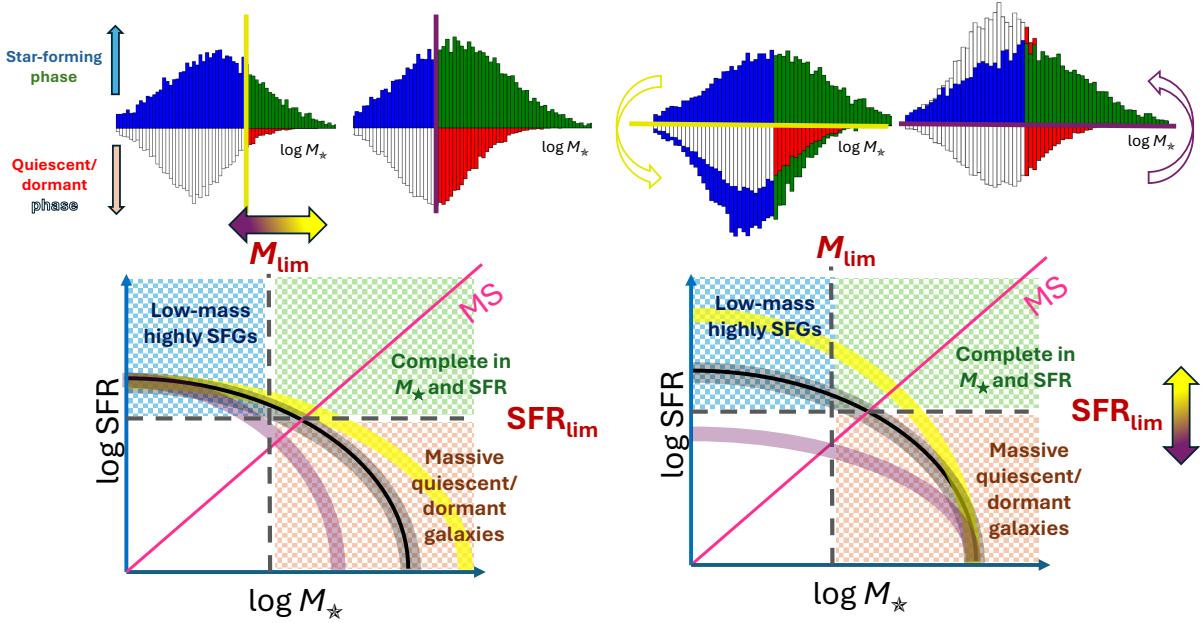 Star-forming
phase
Quiescent/
dormant
phase
log M⋆
log M⋆
log M⋆
log M⋆
M_lim
Low-mass
highly SFGs
MS
Complete in
M⋆ and SFR
SFR_lim
Massive
quiescent/
dormant
galaxies
log SFR
log M⋆
M_lim
Low-mass
highly SFGs
MS
Complete in
M⋆ and SFR
SFR_lim
Massive
quiescent/
dormant
galaxies
log SFR
log M⋆